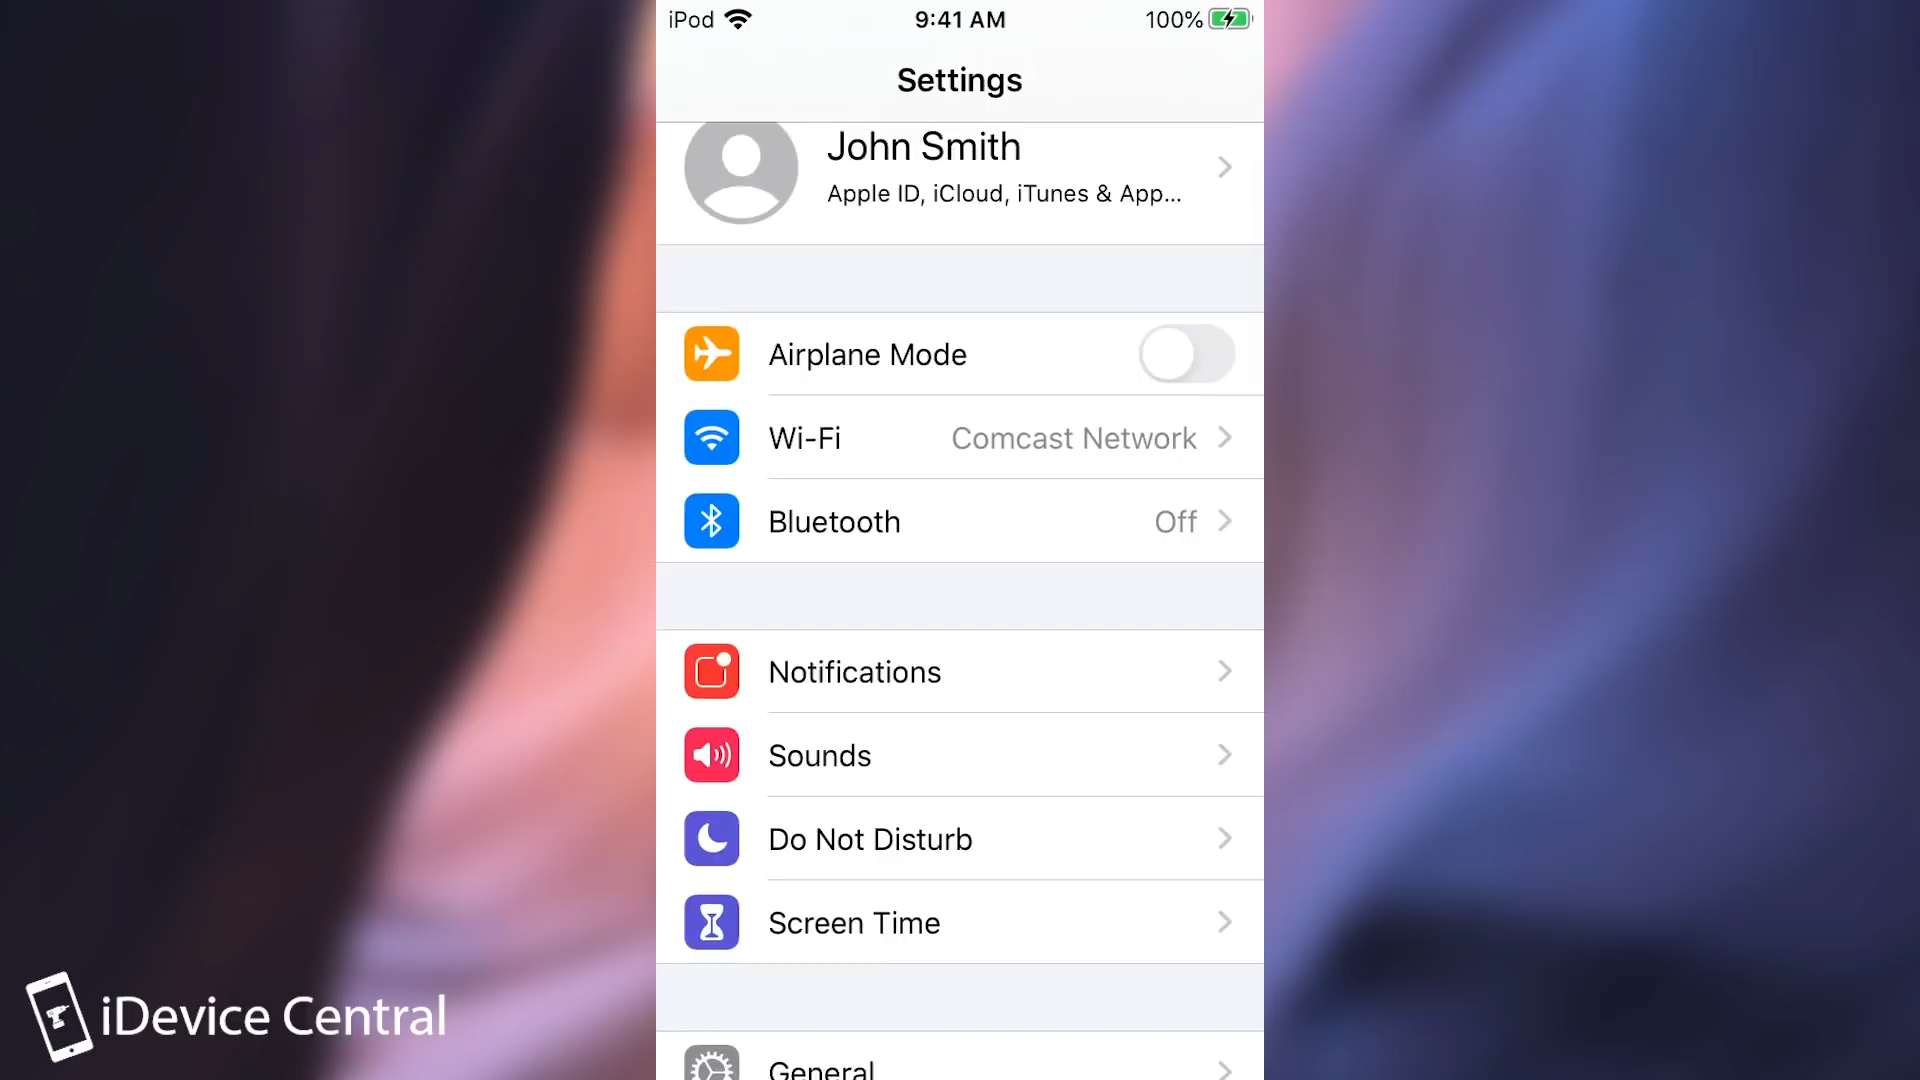 iPod 9:41 AM 100%
Settings
John Smith
Apple ID, iCloud, iTunes & App...
Airplane Mode
Wi-Fi Comcast Network
Bluetooth Off
Notifications
Sounds
Do Not Disturb
Screen Time
General
iDevice Central